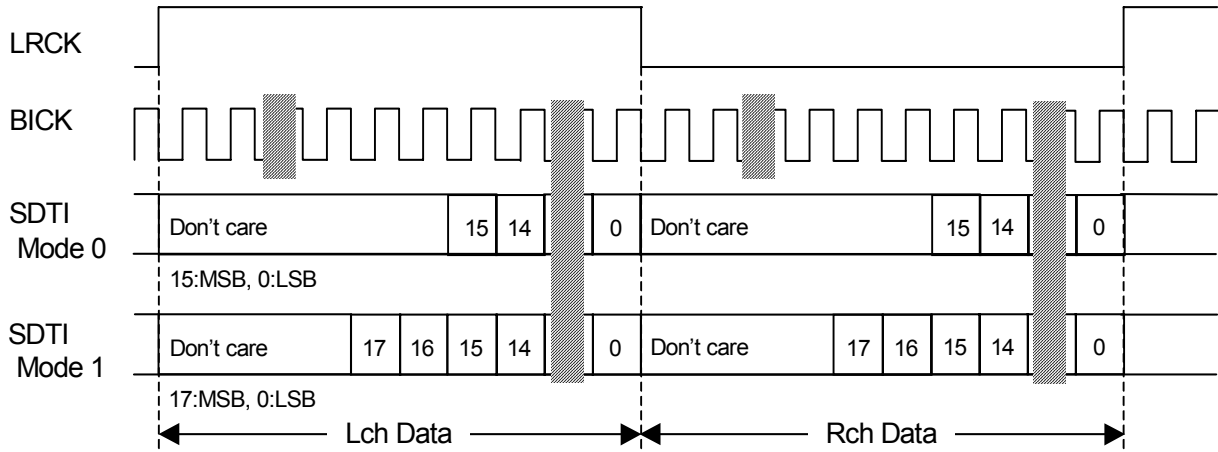 LRCK
BICK
SDTI
Mode 0
Don't care 15 14 0 Don't care 15 14 0
15:MSB, 0:LSB
SDTI
Mode 1
Don't care 17 16 15 14 0 Don't care 17 16 15 14 0
17:MSB, 0:LSB
Lch Data Rch Data